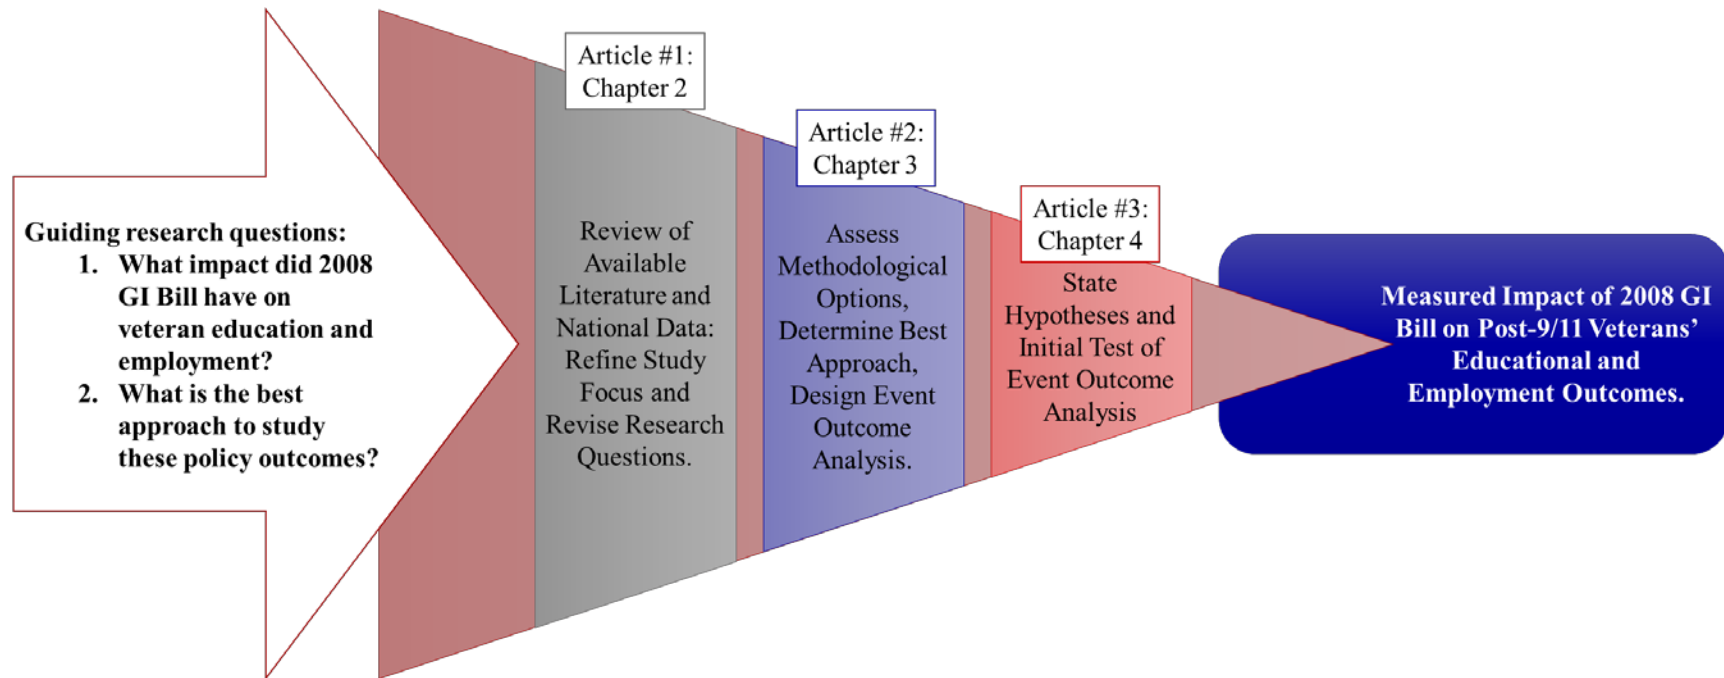 Guiding research questions:
1. What impact did 2008
GI Bill have on
veteran education and
employment?
2. What is the best
approach to study
these policy outcomes?
Article #1:
Chapter 2
Review of
Available
Literature and
National Data:
Refine Study
Focus and
Revise Research
Questions.
Article #2:
Chapter 3
Assess
Methodological
Options,
Determine Best
Approach,
Design Event
Outcome
Analysis.
Article #3:
Chapter 4
State
Hypotheses and
Initial Test of
Event Outcome
Analysis
Measured Impact of 2008 GI
Bill on Post-9/11 Veterans’
Educational and
Employment Outcomes.